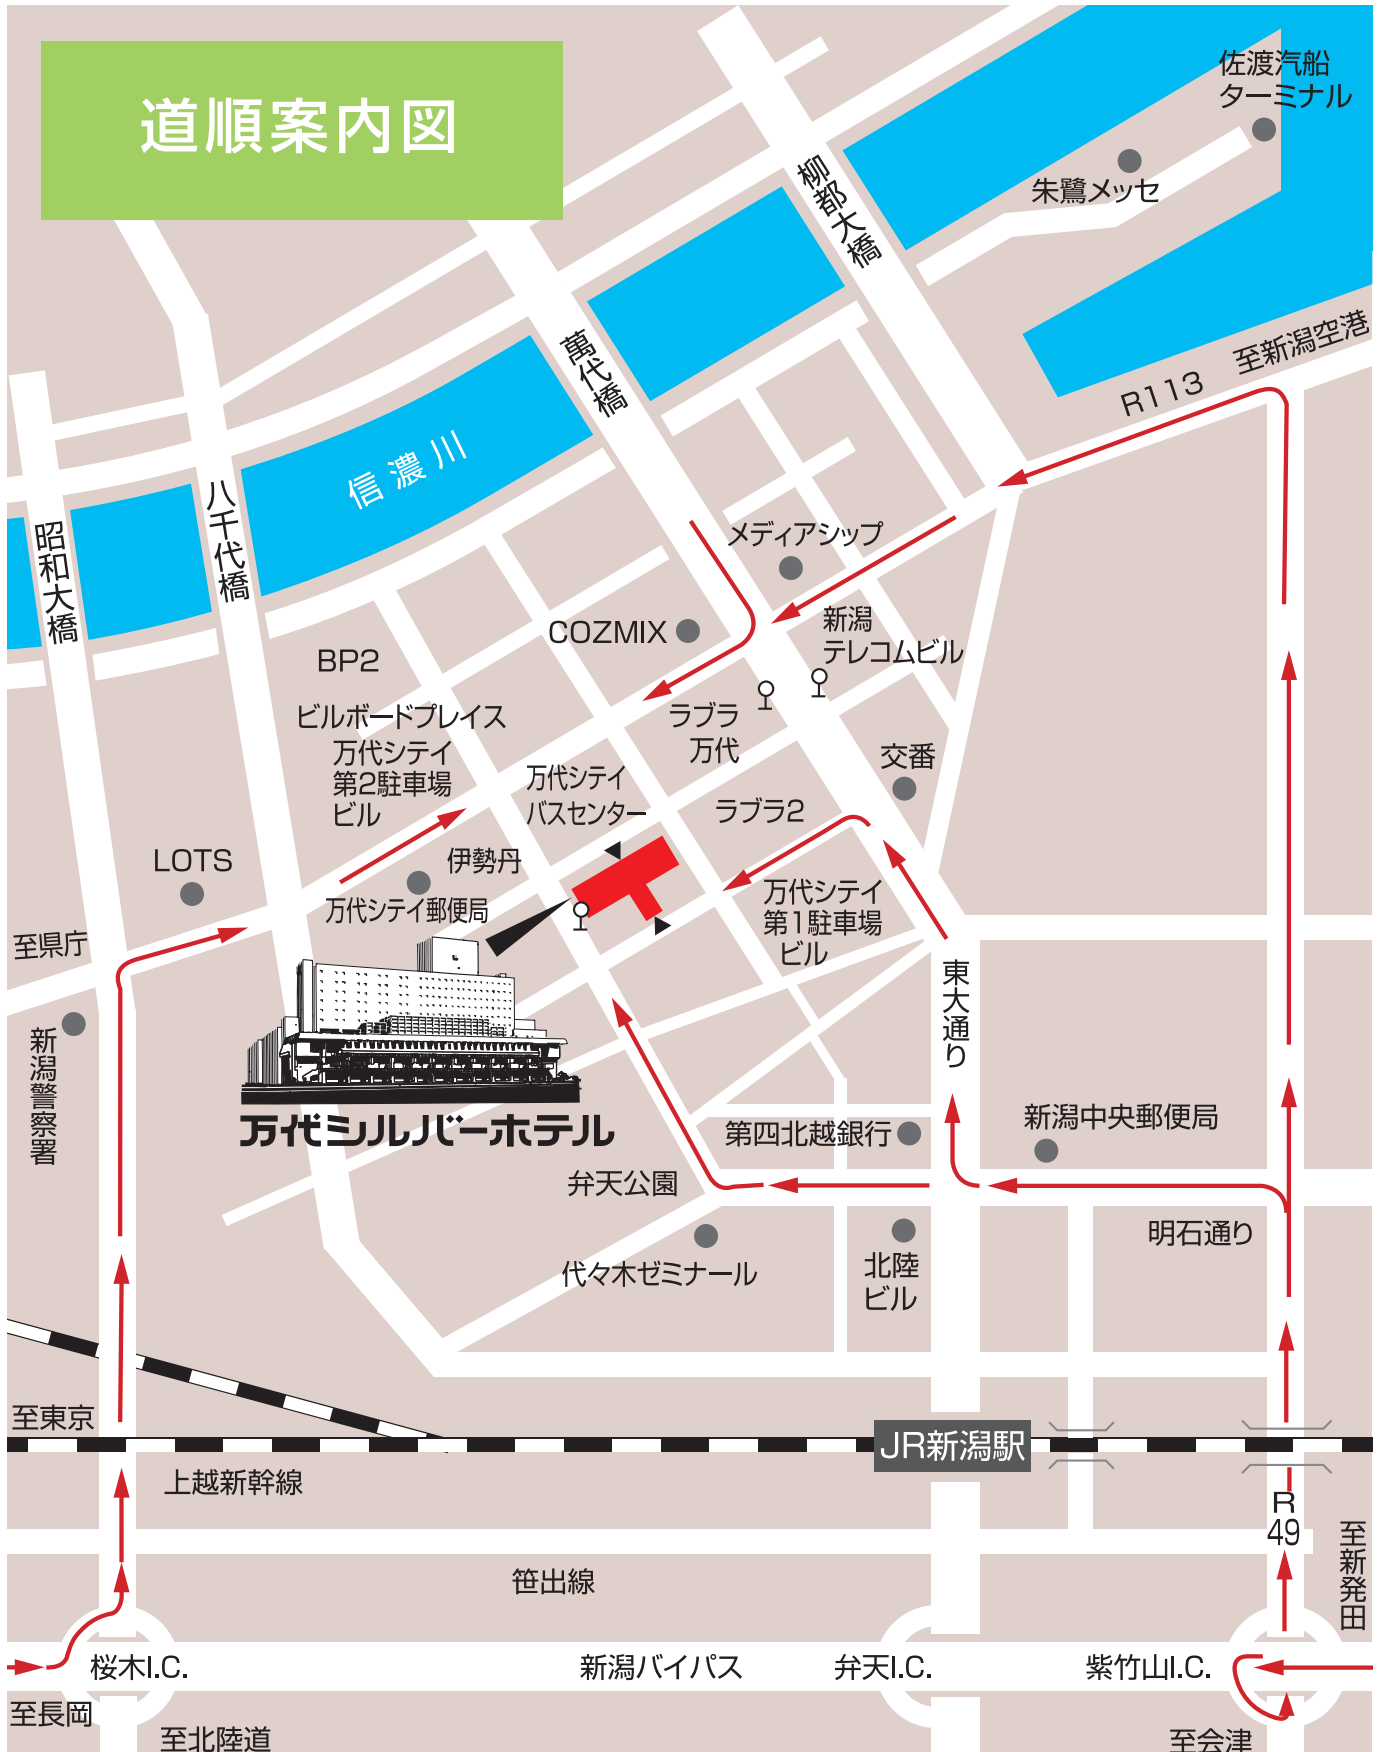 道順案内図
佐渡汽船
ターミナル
朱鷺メッセ
柳都大橋
至新潟空港
R113
萬代橋
信濃川
八千代橋
昭和大橋
メディアシップ
COZMIX
新潟
テレコムビル
BP2
ビルボードプレイス
万代シテイ
第2駐車場
ビル
ラブラ
万代
交番
万代シテイ
バスセンター
ラブラ2
LOTS
伊勢丹
万代シテイ郵便局
万代シテイ
第1駐車場
ビル
至県庁
東大通り
新潟警察署
万代シルバーホテル
第四北越銀行
新潟中央郵便局
弁天公園
明石通り
代々木ゼミナール
北陸
ビル
至東京
JR新潟駅
上越新幹線
R
49
至新発田
笹出線
桜木I.C.
新潟バイパス
弁天I.C.
紫竹山I.C.
至長岡
至北陸道
至会津